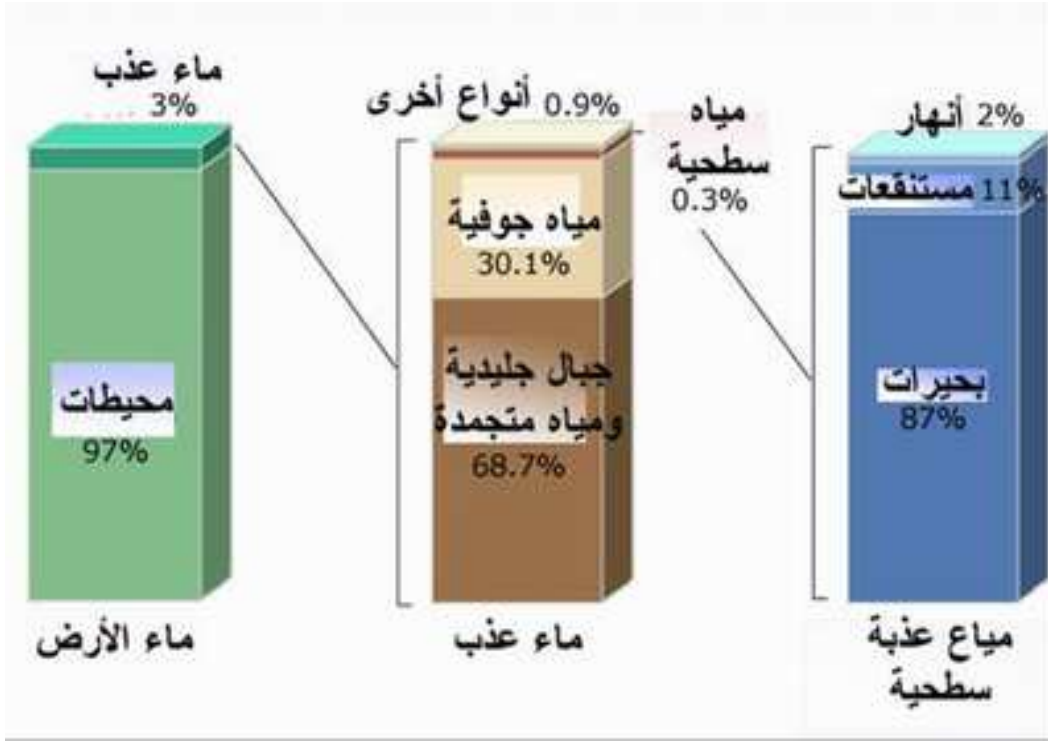 ماء عذب
3%
محيطات
97%
ماء الأرض
أنواع أخرى 0.9%
مياه سطحية
0.3%
مياه جوفية
30.1%
جبال جليدية
ومياه متجمدة
68.7%
ماء عذب
أنهار 2%
مستنقعات 11%
بحيرات
87%
مياع عذبة
سطحية